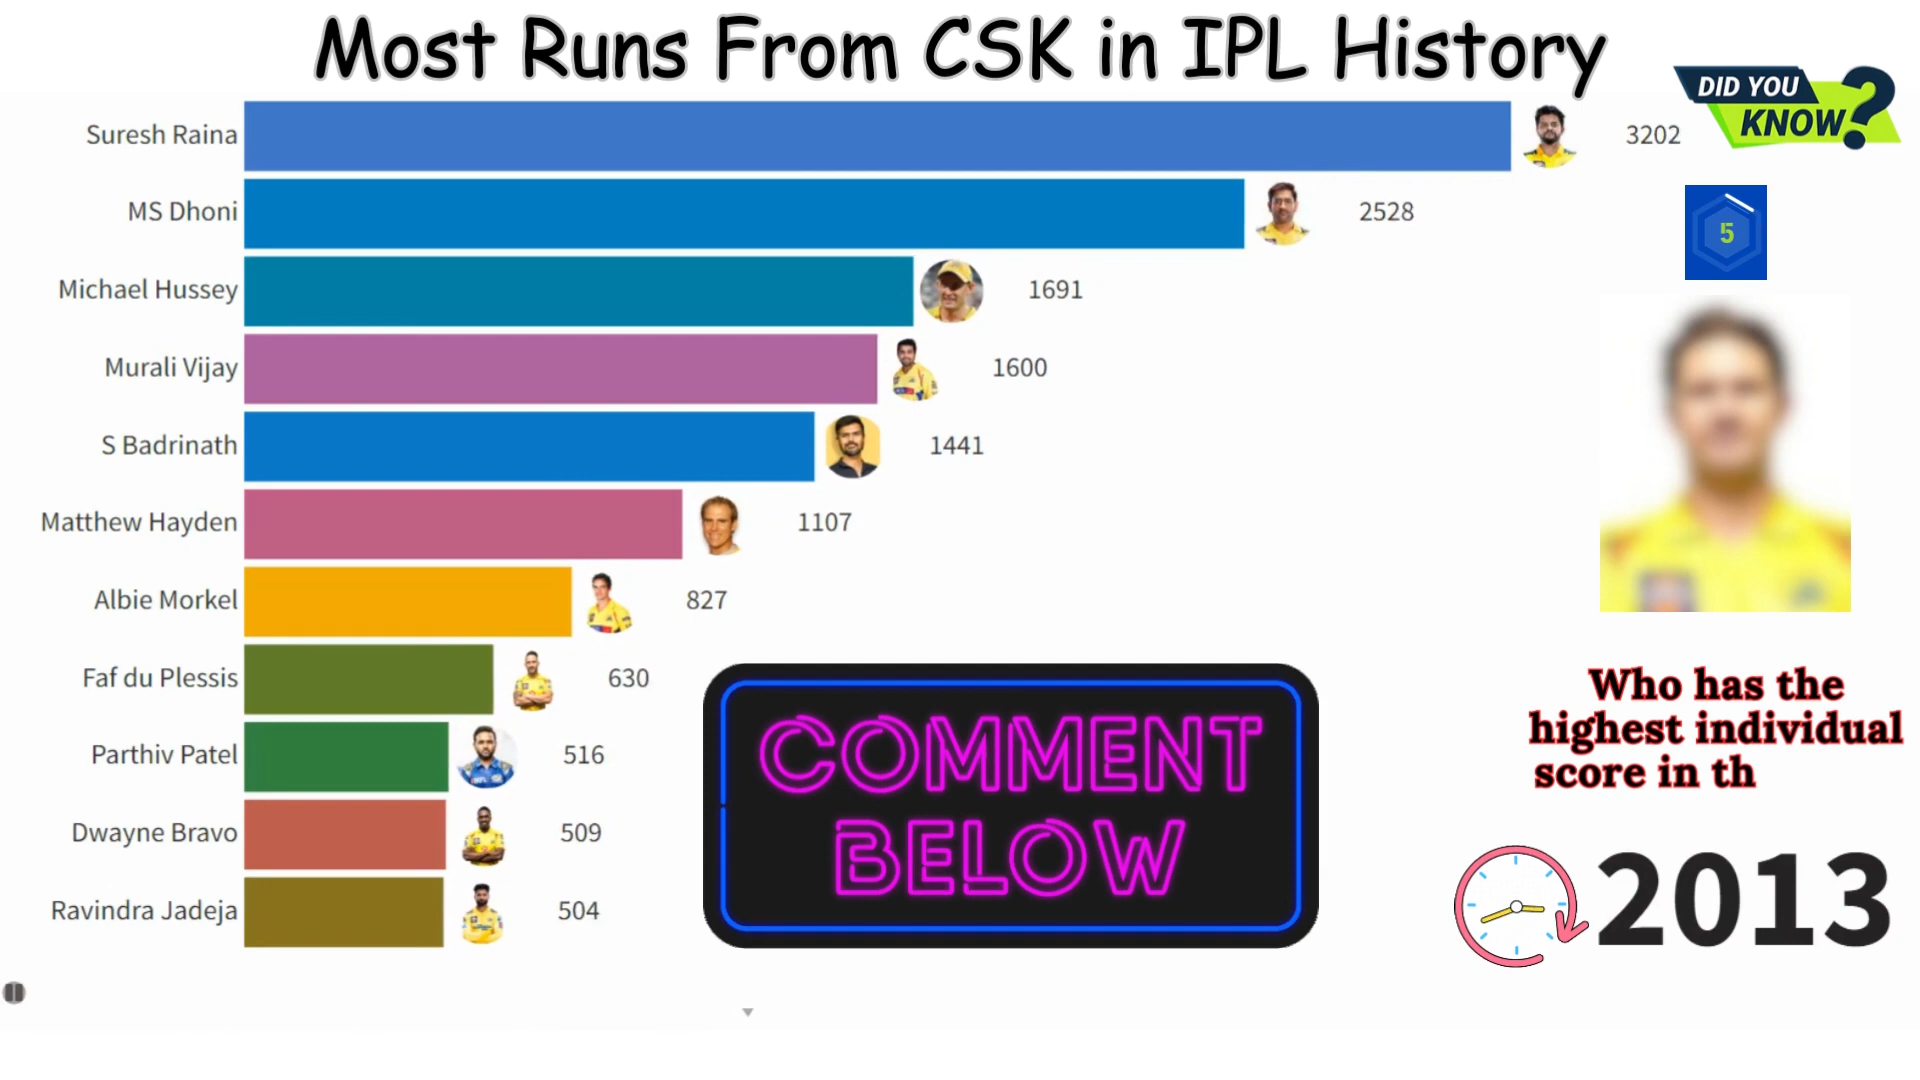 Most Runs From CSK in IPL History
DID YOU
KNOW?
Suresh Raina 3202
MS Dhoni 2528
5
Michael Hussey 1691
Murali Vijay 1600
S Badrinath 1441
Matthew Hayden 1107
Albie Morkel 827
Faf du Plessis 630
Parthiv Patel 516
Dwayne Bravo 509
Ravindra Jadeja 504
COMMENT
BELOW
Who has the
highest individual
score in th
2013